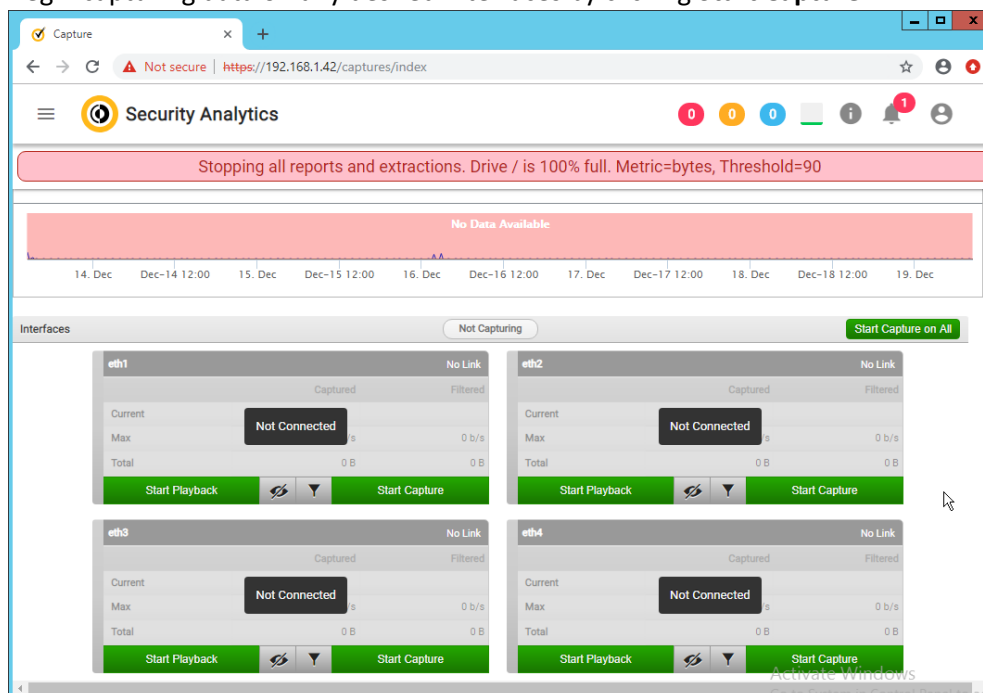 Capture
Not secure | https://192.168.1.42/captures/index
Security Analytics
0 0 0 1
Stopping all reports and extractions. Drive / is 100% full. Metric=bytes, Threshold=90
No Data Available
14. Dec Dec-14 12:00 15. Dec Dec-15 12:00 16. Dec Dec-16 12:00 17. Dec Dec-17 12:00 18. Dec Dec-18 12:00 19. Dec
Interfaces Not Capturing Start Capture on All
eth1 No Link
Captured Filtered
Current
Not Connected
Max 0 b/s
Total 0 B 0 B
Start Playback Start Capture
eth2 No Link
Captured Filtered
Current
Not Connected
Max 0 b/s
Total 0 B 0 B
Start Playback Start Capture
eth3 No Link
Captured Filtered
Current
Not Connected
Max 0 b/s
Total 0 B 0 B
Start Playback Start Capture
eth4 No Link
Captured Filtered
Current
Not Connected
Max 0 b/s
Total 0 B 0 B
Start Playback Start Capture
Activate Windows